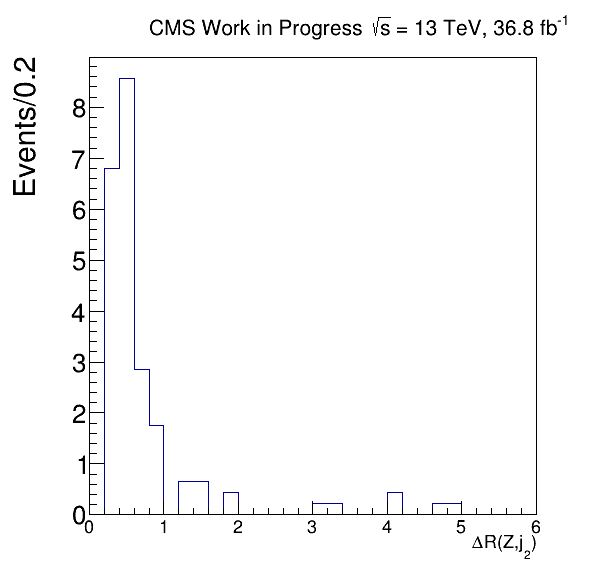 CMS Work in Progress √s = 13 TeV, 36.8 fb⁻¹
Events/0.2
8
7
6
5
4
3
2
1
0
0 1 2 3 4 5 6
ΔR(Z,j₂)